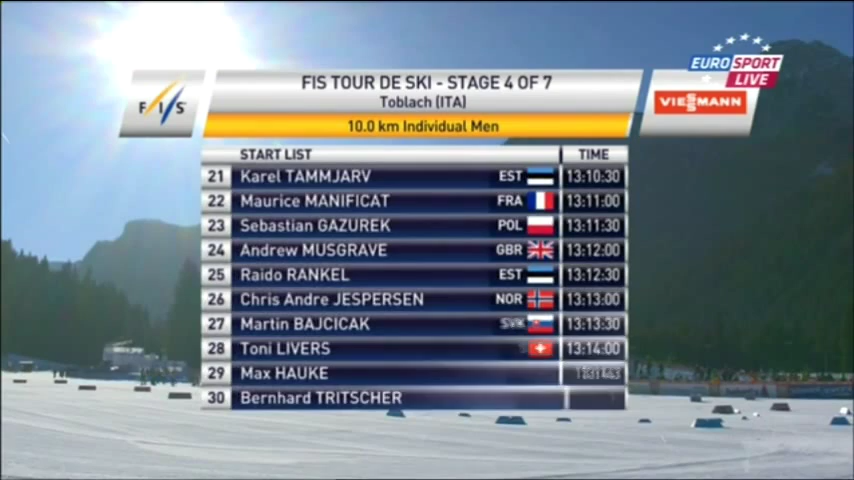 EUROSPORT
LIVE
FIS
FIS TOUR DE SKI - STAGE 4 OF 7
Toblach (ITA)
VIESSMANN
10.0 km Individual Men
START LIST TIME
21 Karel TAMMJARV EST 13:10:30
22 Maurice MANIFICAT FRA 13:11:00
23 Sebastian GAZUREK POL 13:11:30
24 Andrew MUSGRAVE GBR 13:12:00
25 Raido RANKEL EST 13:12:30
26 Chris Andre JESPERSEN NOR 13:13:00
27 Martin BAJCICAK SVK 13:13:30
28 Toni LIVERS 13:14:00
29 Max HAUKE
30 Bernhard TRITSCHER